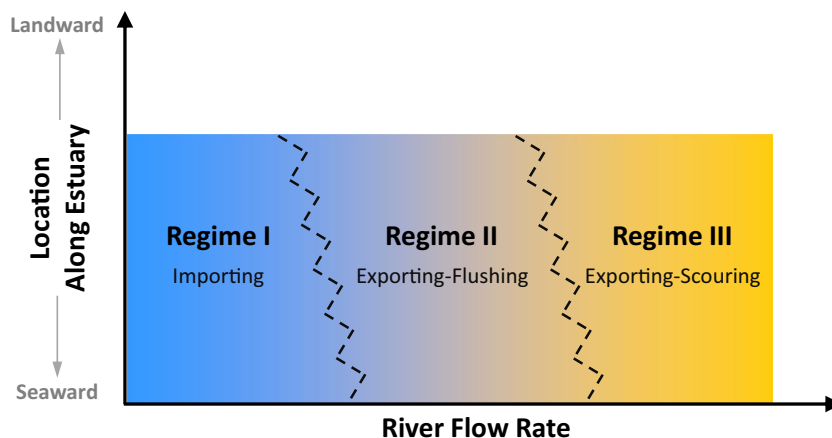 Landward
Location
Along Estuary
Seaward
Regime I
Importing
Regime II
Exporting-Flushing
Regime III
Exporting-Scouring
River Flow Rate